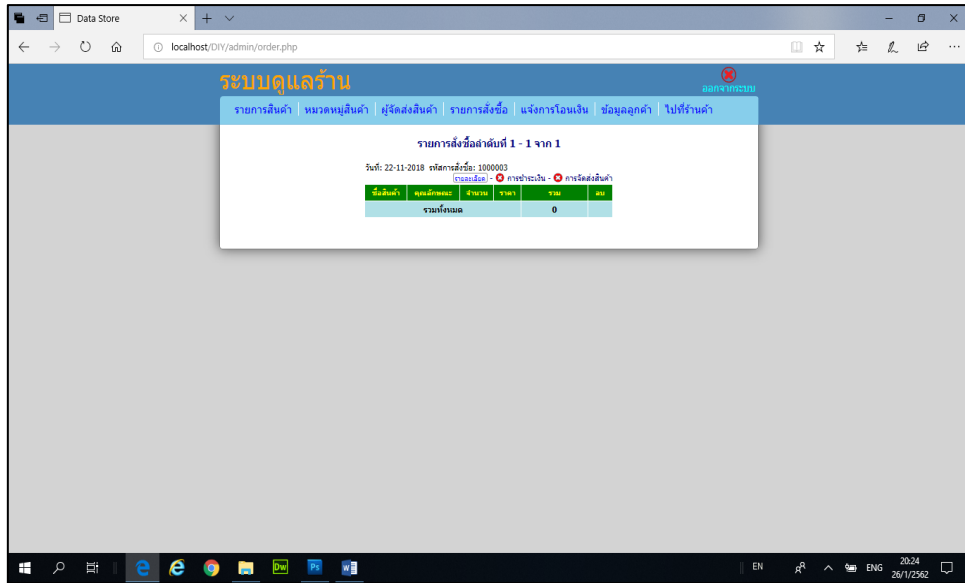 Data Store
localhost/DIY/admin/order.php
ระบบดูแลร้าน
ออกจากระบบ
รายการสินค้า หมวดหมู่สินค้า ผู้จัดส่งสินค้า รายการสั่งซื้อ แจ้งการโอนเงิน ข้อมูลลูกค้า ไปที่ร้านค้า
รายการสั่งซื้อลำดับที่ 1 - 1 จาก 1
วันที่: 22-11-2018 รหัสการสั่งซื้อ: 1000003
รายละเอียด - การชำระเงิน - การจัดส่งสินค้า
ชื่อสินค้า คุณลักษณะ จำนวน ราคา รวม ลบ
รวมทั้งหมด 0
Dw Ps
EN ENG 20:24
26/1/2562